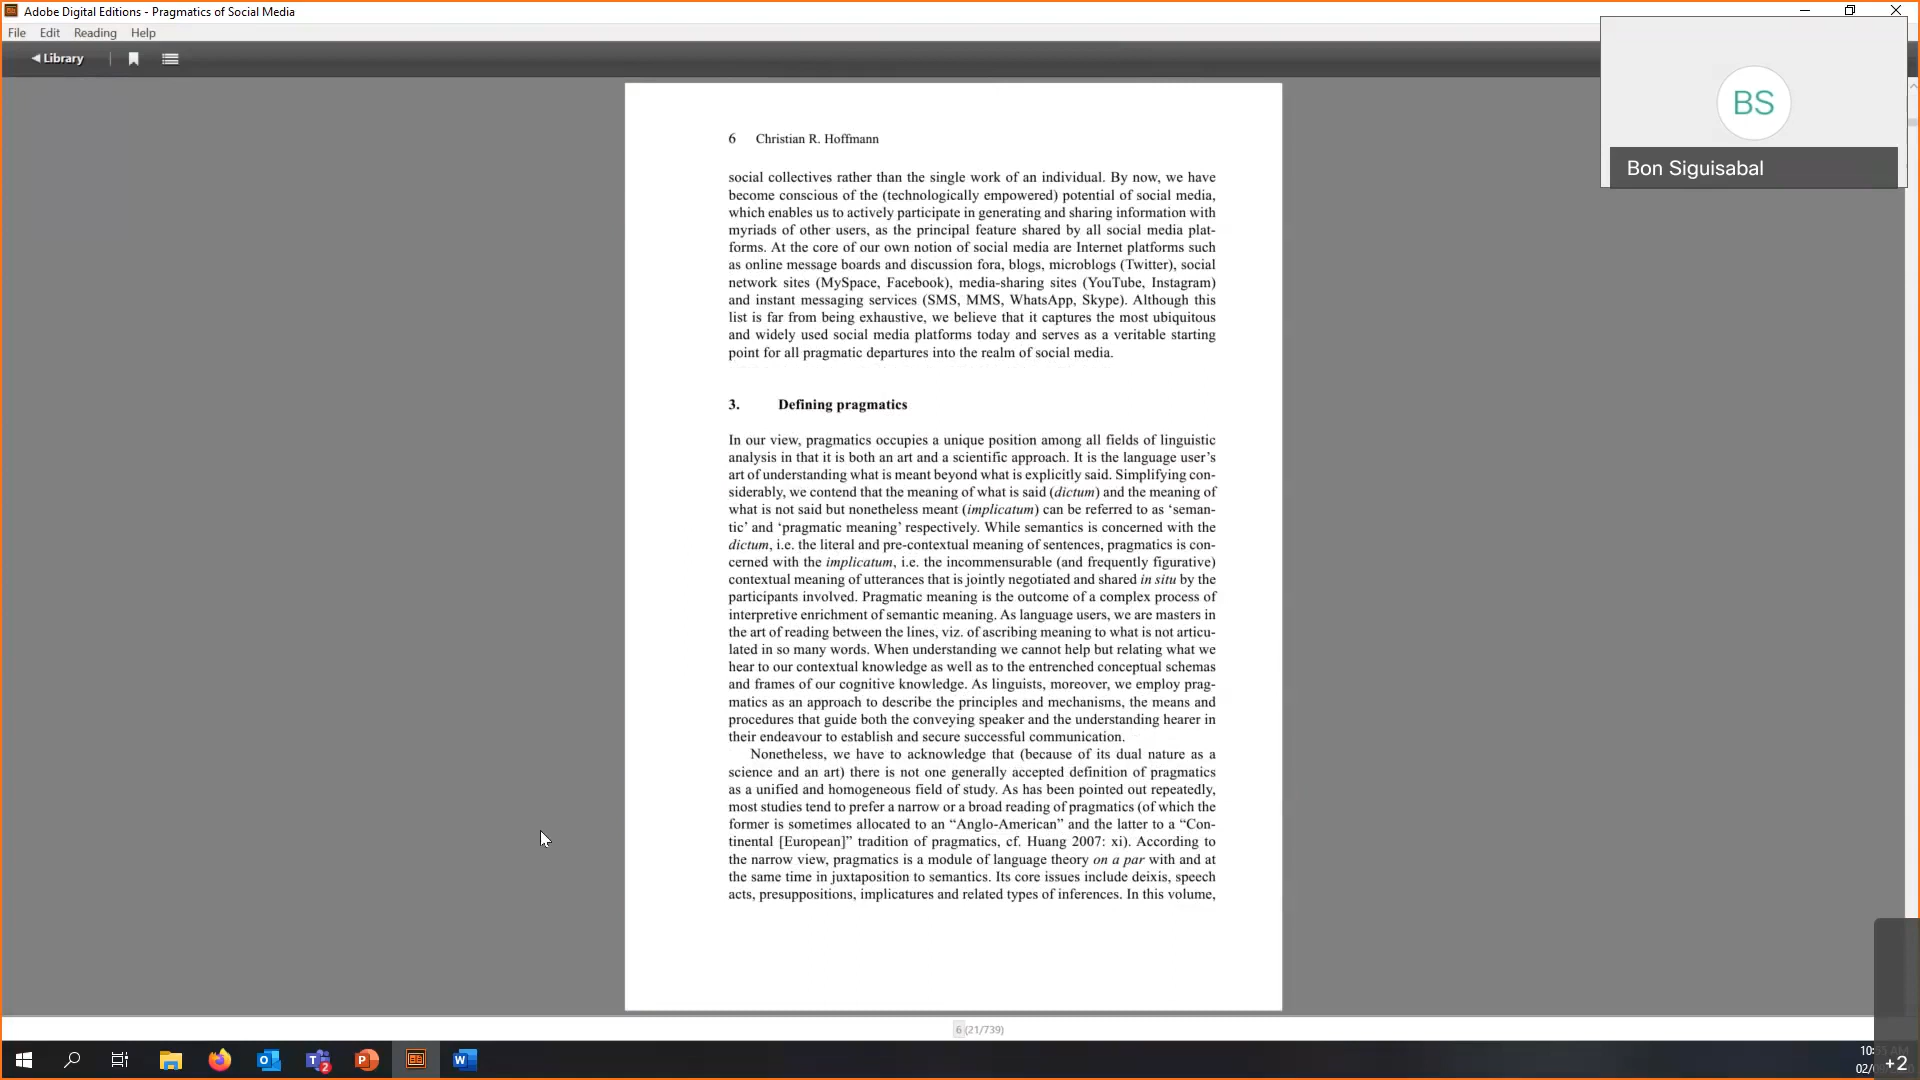 Adobe Digital Editions - Pragmatics of Social Media
File Edit Reading Help
Library
BS
Bon Siguisabal
6 Christian R. Hoffmann
social collectives rather than the single work of an individual. By now, we have
become conscious of the (technologically empowered) potential of social media,
which enables us to actively participate in generating and sharing information with
myriads of other users, as the principal feature shared by all social media plat-
forms. At the core of our own notion of social media are Internet platforms such
as online message boards and discussion fora, blogs, microblogs (Twitter), social
network sites (MySpace, Facebook), media-sharing sites (YouTube, Instagram)
and instant messaging services (SMS, MMS, WhatsApp, Skype). Although this
list is far from being exhaustive, we believe that it captures the most ubiquitous
and widely used social media platforms today and serves as a veritable starting
point for all pragmatic departures into the realm of social media.
3. Defining pragmatics
In our view, pragmatics occupies a unique position among all fields of linguistic
analysis in that it is both an art and a scientific approach. It is the language user’s
art of understanding what is meant beyond what is explicitly said. Simplifying con-
siderably, we contend that the meaning of what is said (dictum) and the meaning of
what is not said but nonetheless meant (implicatum) can be referred to as ‘seman-
tic’ and ‘pragmatic meaning’ respectively. While semantics is concerned with the
dictum, i.e. the literal and pre-contextual meaning of sentences, pragmatics is con-
cerned with the implicatum, i.e. the incommensurable (and frequently figurative)
contextual meaning of utterances that is jointly negotiated and shared in situ by the
participants involved. Pragmatic meaning is the outcome of a complex process of
interpretive enrichment of semantic meaning. As language users, we are masters in
the art of reading between the lines, viz. of ascribing meaning to what is not articu-
lated in so many words. When understanding we cannot help but relating what we
hear to our contextual knowledge as well as to the entrenched conceptual schemas
and frames of our cognitive knowledge. As linguists, moreover, we employ prag-
matics as an approach to describe the principles and mechanisms, the means and
procedures that guide both the conveying speaker and the understanding hearer in
their endeavour to establish and secure successful communication.
Nonetheless, we have to acknowledge that (because of its dual nature as a
science and an art) there is not one generally accepted definition of pragmatics
as a unified and homogeneous field of study. As has been pointed out repeatedly,
most studies tend to prefer a narrow or a broad reading of pragmatics (of which the
former is sometimes allocated to an “Anglo-American” and the latter to a “Con-
tinental [European]” tradition of pragmatics, cf. Huang 2007: xi). According to
the narrow view, pragmatics is a module of language theory on a par with and at
the same time in juxtaposition to semantics. Its core issues include deixis, speech
acts, presuppositions, implicatures and related types of inferences. In this volume,
6 (21/739)
+2